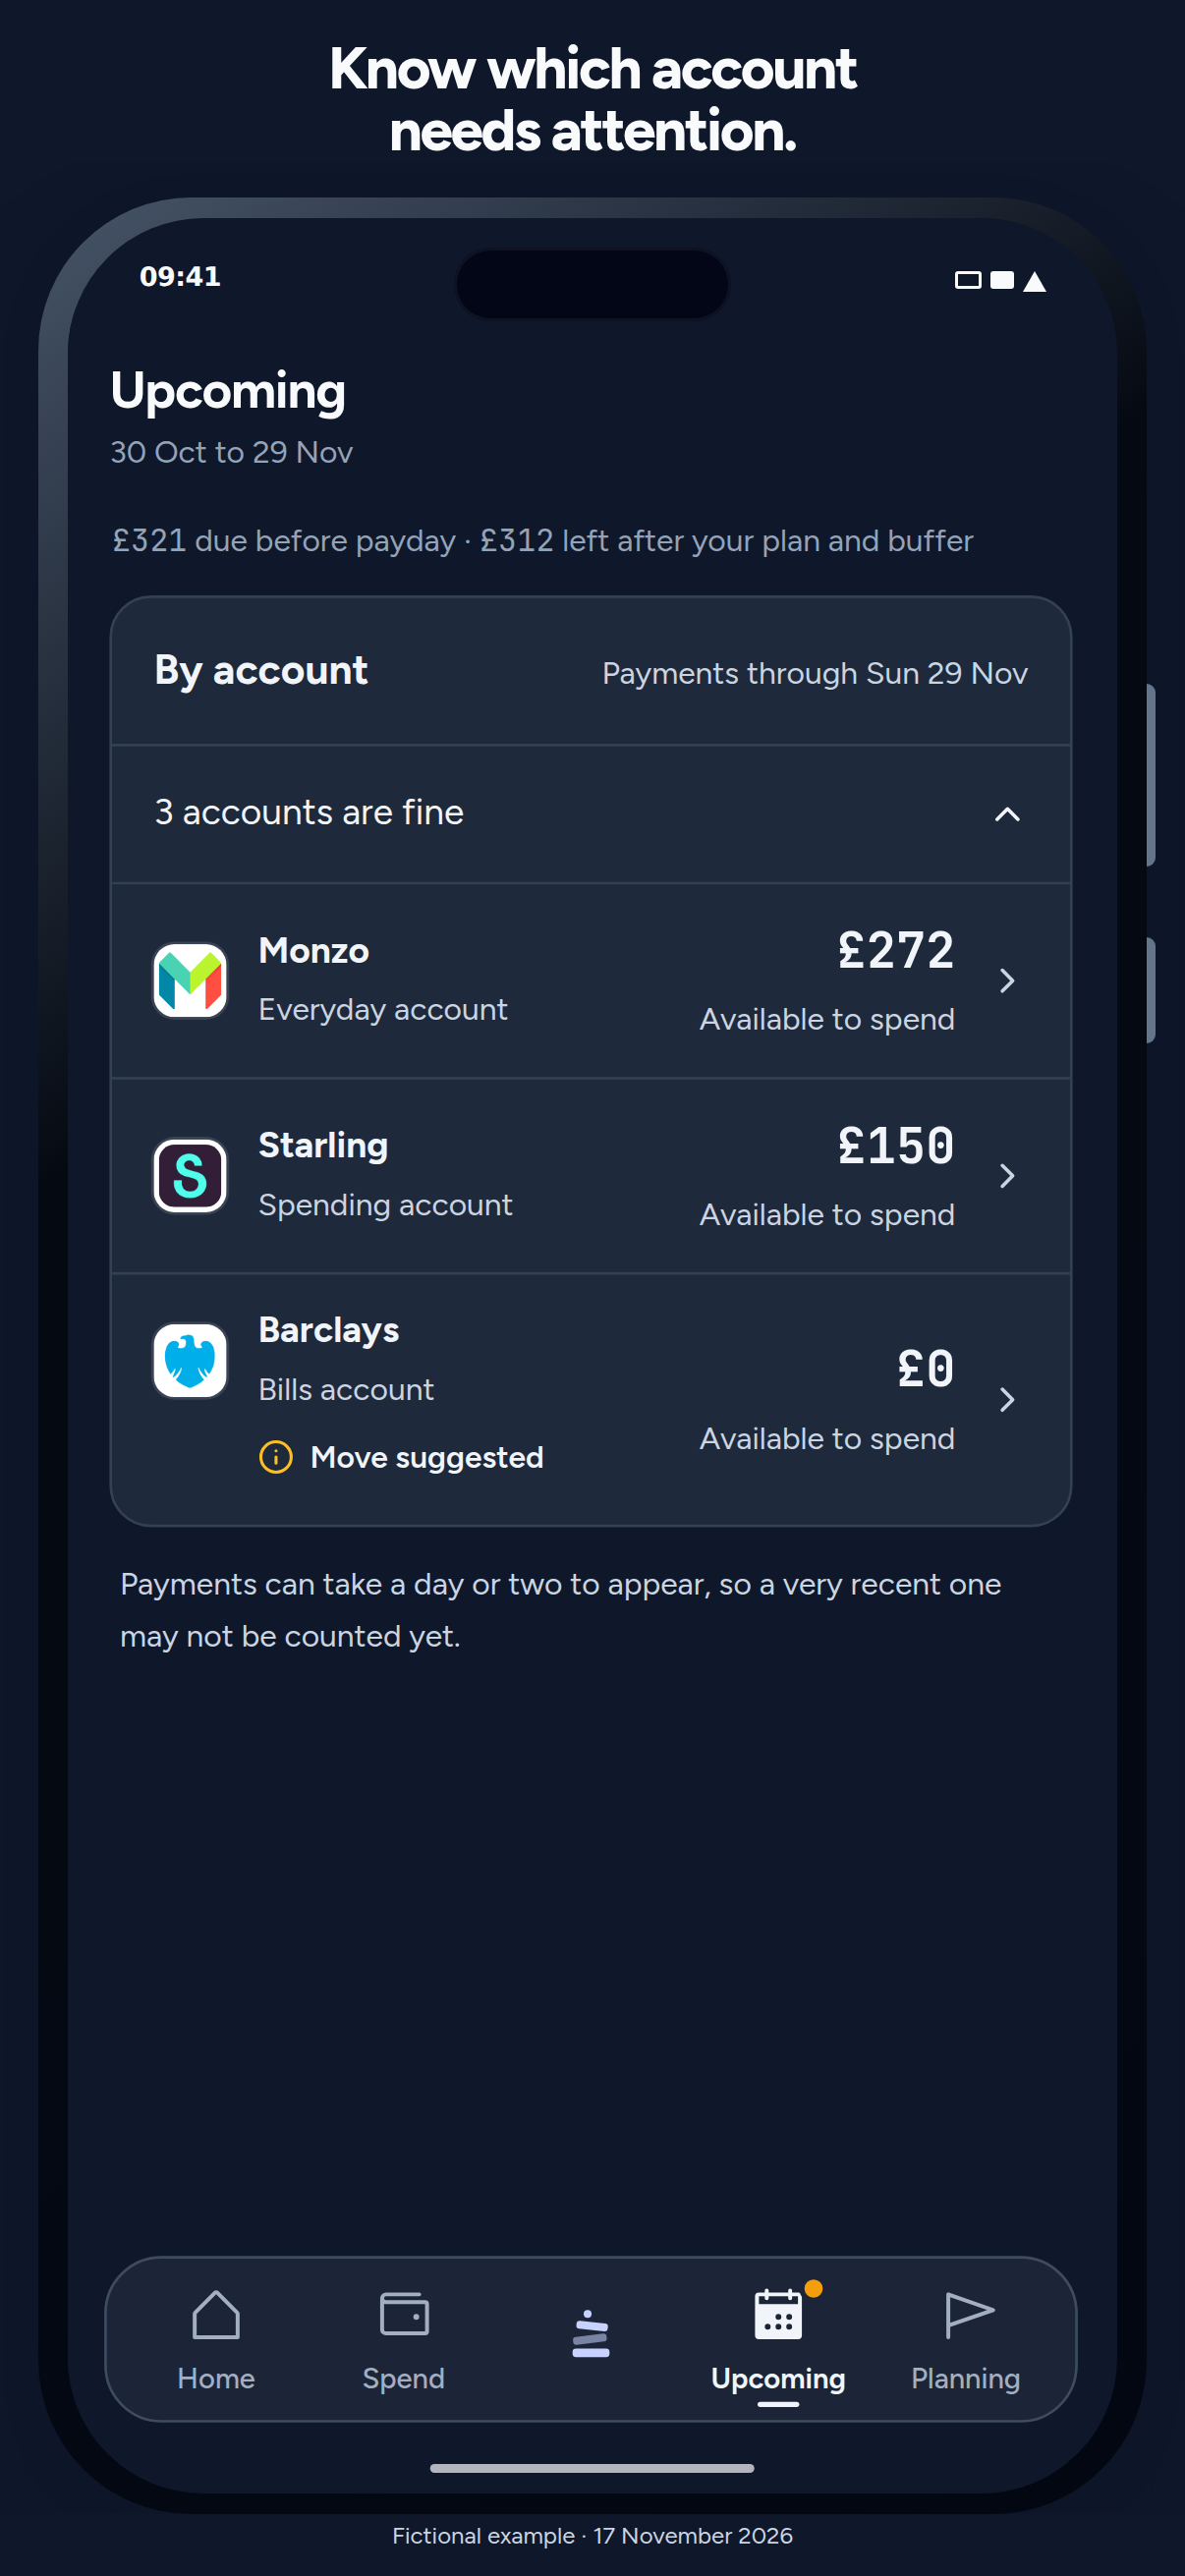 Know which account
needs attention.
09:41
Upcoming
30 Oct to 29 Nov
£321 due before payday · £312 left after your plan and buffer
By account
Payments through Sun 29 Nov
3 accounts are fine
Monzo
£272
Everyday account
Available to spend
S
Starling
£150
Spending account
Available to spend
Barclays
£0
Bills account
Available to spend
Move suggested
Payments can take a day or two to appear, so a very recent one
may not be counted yet.
Home
Spend
Upcoming
Planning
Fictional example · 17 November 2026